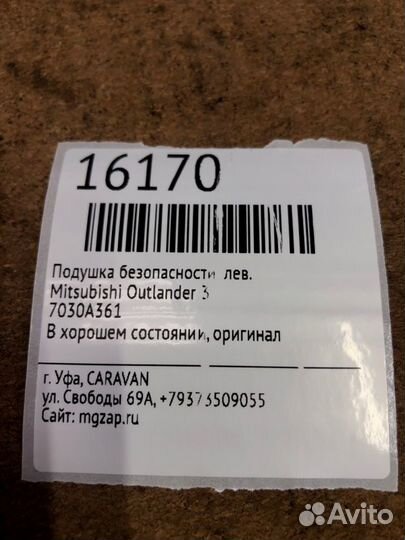 16170
Подушка безопасности лев.
Mitsubishi Outlander 3
7030A361
В хорошем состоянии, оригинал
г. Уфа, CARAVAN
ул. Свободы 69А, +79373509055
Сайт: mgzap.ru
Avito